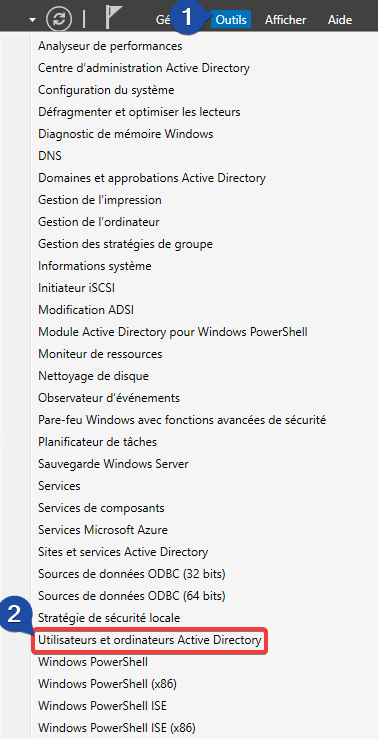 Gé
1
Outils
Afficher
Aide
Analyseur de performances
Centre d'administration Active Directory
Configuration du système
Défragmenter et optimiser les lecteurs
Diagnostic de mémoire Windows
DNS
Domaines et approbations Active Directory
Gestion de l'impression
Gestion de l'ordinateur
Gestion des stratégies de groupe
Informations système
Initiateur iSCSI
Modification ADSI
Module Active Directory pour Windows PowerShell
Moniteur de ressources
Nettoyage de disque
Observateur d'événements
Pare-feu Windows avec fonctions avancées de sécurité
Planificateur de tâches
Sauvegarde Windows Server
Services
Services de composants
Services Microsoft Azure
Sites et services Active Directory
Sources de données ODBC (32 bits)
Sources de données ODBC (64 bits)
Stratégie de sécurité locale
2
Utilisateurs et ordinateurs Active Directory
Windows PowerShell
Windows PowerShell (x86)
Windows PowerShell ISE
Windows PowerShell ISE (x86)